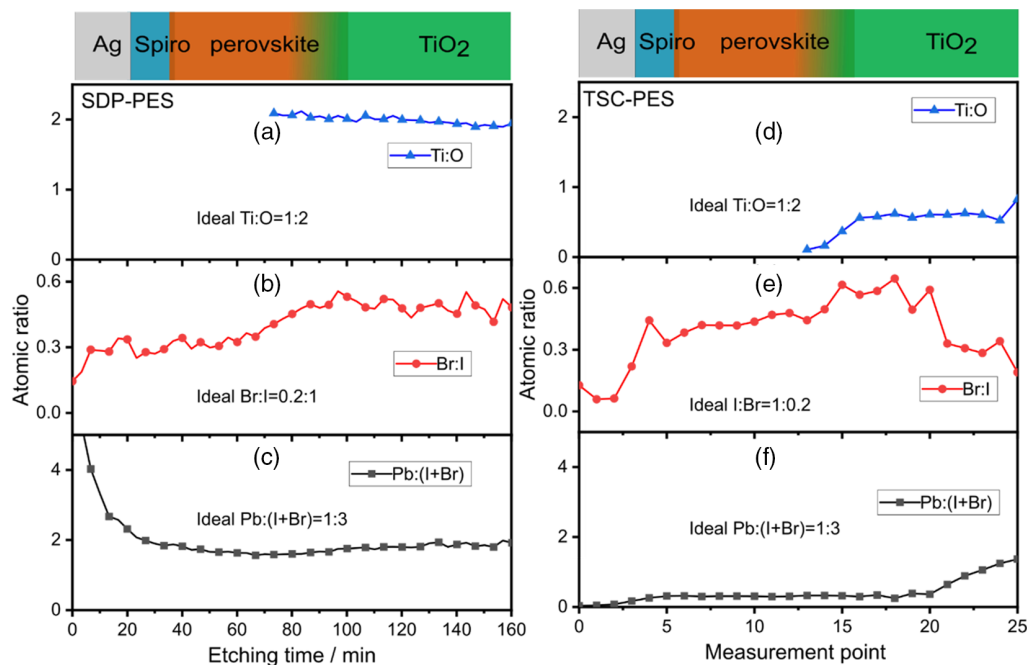 Ag Spiro perovskite TiO2
SDP-PES
(a)
Ti:O
Ideal Ti:O=1:2
2
1
0
(b)
Br:I
Ideal Br:I=0.2:1
0.6
0.3
0.0
Atomic ratio
(c)
Pb:(I+Br)
Ideal Pb:(I+Br)=1:3
4
2
0
0 20 40 60 80 100 120 140 160
Etching time / min
Ag Spiro perovskite TiO2
TSC-PES
(d)
Ti:O
Ideal Ti:O=1:2
2
1
0
(e)
Br:I
Ideal I:Br=1:0.2
0.6
0.3
0.0
Atomic ratio
(f)
Pb:(I+Br)
Ideal Pb:(I+Br)=1:3
4
2
0
0 5 10 15 20 25
Measurement point